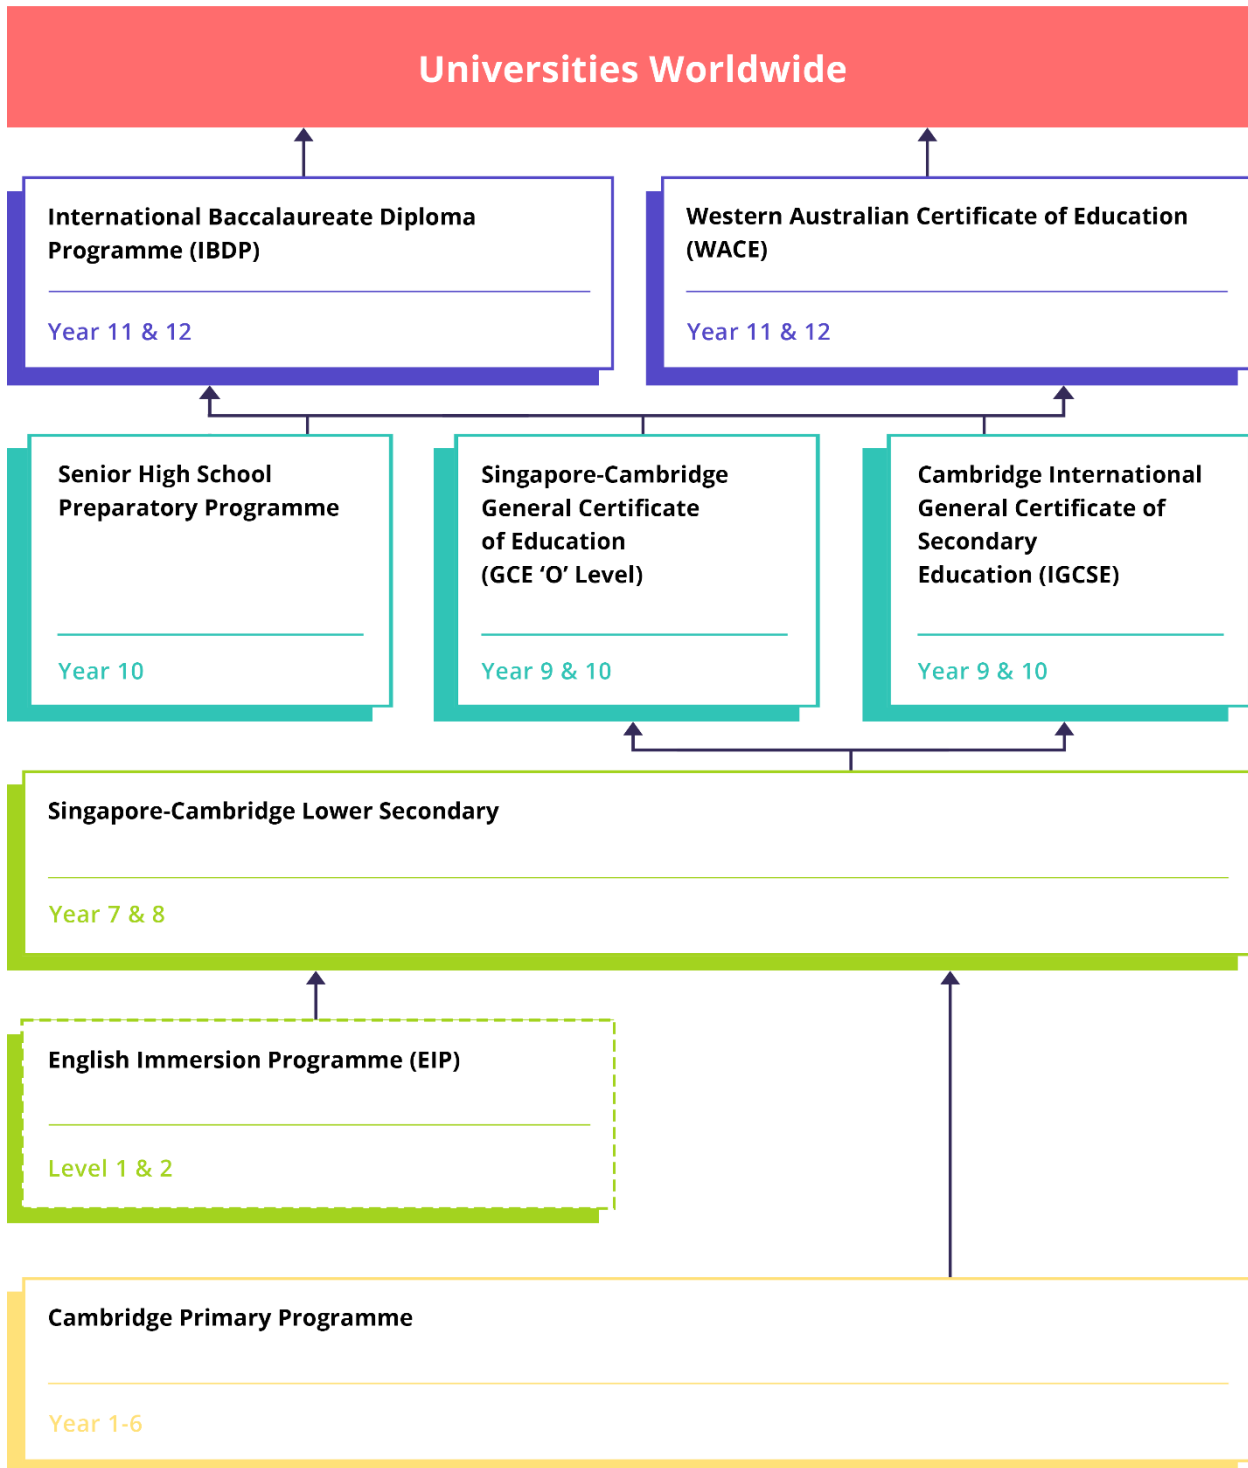 Universities Worldwide
International Baccalaureate Diploma
Programme (IBDP)
Year 11 & 12
Western Australian Certificate of Education
(WACE)
Year 11 & 12
Senior High School
Preparatory Programme
Year 10
Singapore-Cambridge
General Certificate
of Education
(GCE ‘O’ Level)
Year 9 & 10
Cambridge International
General Certificate of
Secondary
Education (IGCSE)
Year 9 & 10
Singapore-Cambridge Lower Secondary
Year 7 & 8
English Immersion Programme (EIP)
Level 1 & 2
Cambridge Primary Programme
Year 1-6